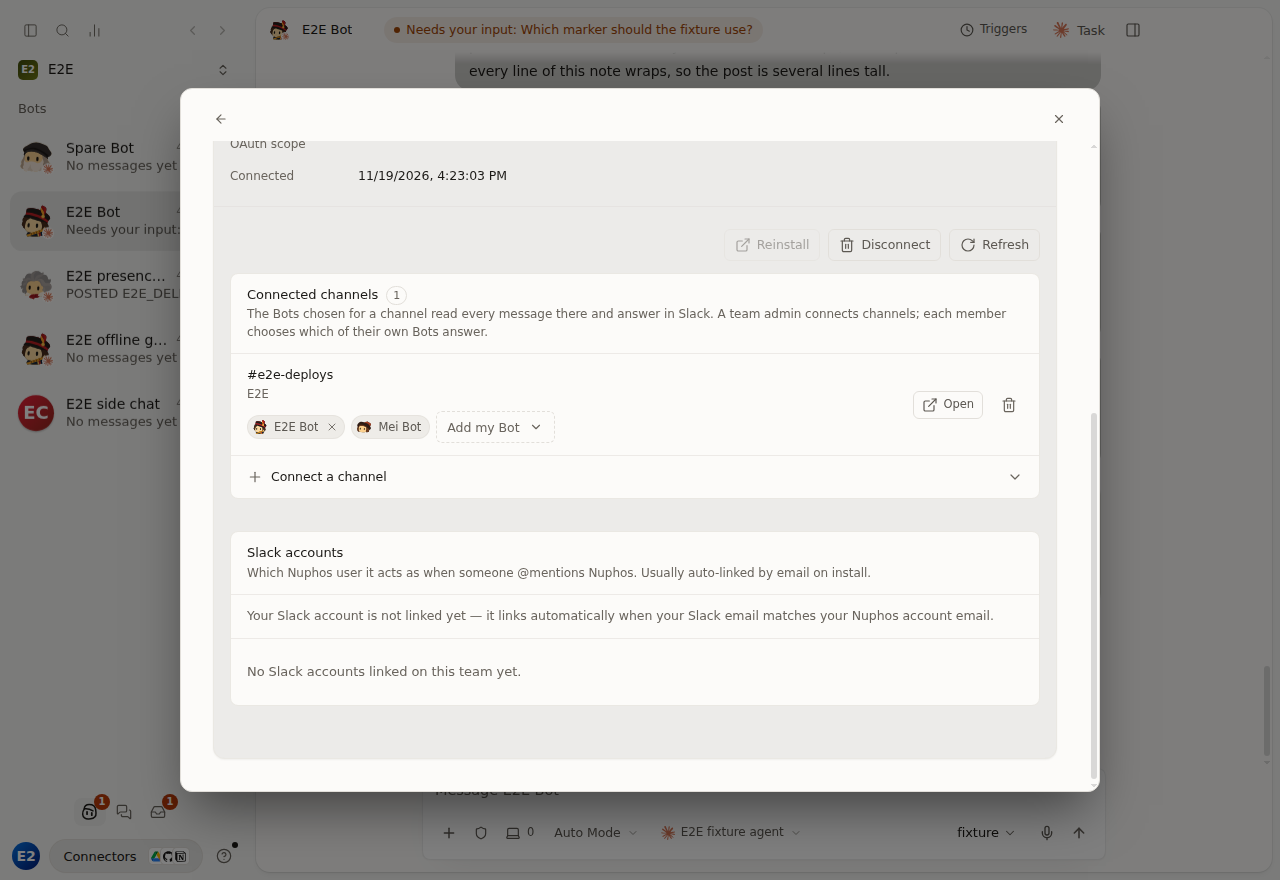 E2E Bot
Needs your input: Which marker should the fixture use?
Triggers
Task
E2
E2E
every line of this note wraps, so the post is several lines tall.
Bots
Spare Bot
No messages yet
E2E Bot
Needs your input:
E2E presenc...
POSTED E2E_DEL
E2E offline g...
No messages yet
EC
E2E side chat
No messages yet
OAuth scope
Connected
11/19/2026, 4:23:03 PM
Reinstall
Disconnect
Refresh
Connected channels
1
The Bots chosen for a channel read every message there and answer in Slack. A team admin connects channels; each member
chooses which of their own Bots answer.
#e2e-deploys
E2E
E2E Bot
Mei Bot
Add my Bot
Open
Connect a channel
Slack accounts
Which Nuphos user it acts as when someone @mentions Nuphos. Usually auto-linked by email on install.
Your Slack account is not linked yet — it links automatically when your Slack email matches your Nuphos account email.
No Slack accounts linked on this team yet.
Message E2E Bot
1
1
0
Auto Mode
E2E fixture agent
fixture
E2
Connectors